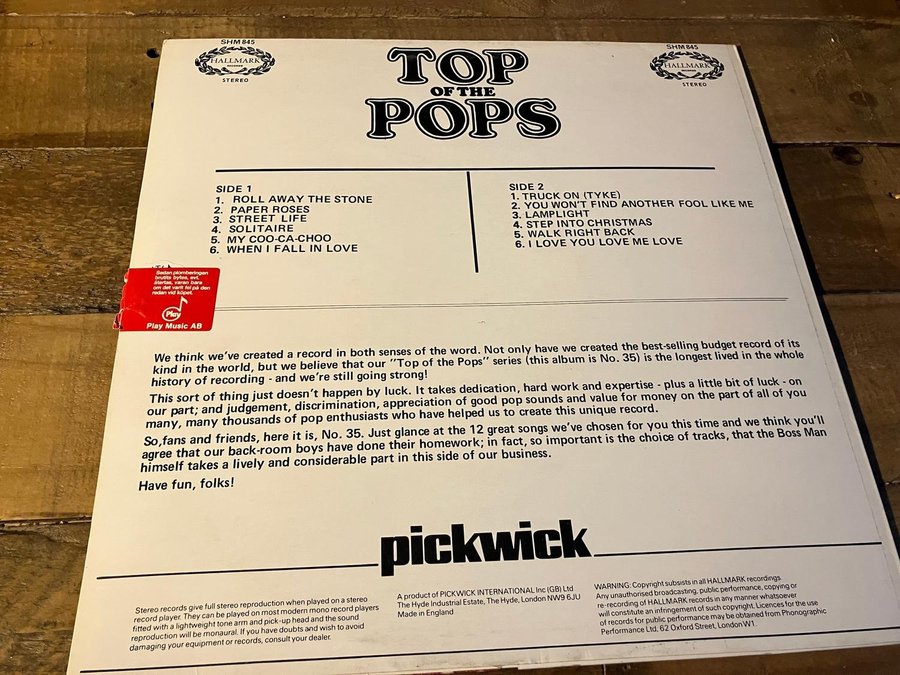 SHM 845
HALLMARK
RECORDS
STEREO
TOP
OF THE
POPS
SHM 845
HALLMARK
RECORDS
STEREO
SIDE 1
1. ROLL AWAY THE STONE
2. PAPER ROSES
3. STREET LIFE
4. SOLITAIRE
5. MY COO-CA-CHOO
6. WHEN I FALL IN LOVE
SIDE 2
1. TRUCK ON (TYKE)
2. YOU WON'T FIND ANOTHER FOOL LIKE ME
3. LAMPLIGHT
4. STEP INTO CHRISTMAS
5. WALK RIGHT BACK
6. I LOVE YOU LOVE ME LOVE
Sedan plomberingen
brutits bytes, evt.
återtas, varan bara
om det varit fel på den
redan vid köpet.
Play
Play Music AB
We think we've created a record in both senses of the word. Not only have we created the best-selling budget record of its
kind in the world, but we believe that our "Top of the Pops" series (this album is No. 35) is the longest lived in the whole
history of recording - and we're still going strong!
This sort of thing just doesn't happen by luck. It takes dedication, hard work and expertise - plus a little bit of luck - on
our part; and judgement, discrimination, appreciation of good pop sounds and value for money on the part of all of you
many, many thousands of pop enthusiasts who have helped us to create this unique record.
So,fans and friends, here it is, No. 35. Just glance at the 12 great songs we've chosen for you this time and we think you'll
agree that our back-room boys have done their homework; in fact, so important is the choice of tracks, that the Boss Man
himself takes a lively and considerable part in this side of our business.
Have fun, folks!
pickwick
Stereo records give full stereo reproduction when played on a stereo
record player. They can be played on most modern mono record players
fitted with a lightweight tone arm and pick-up head and the sound
reproduction will be monaural. If you have doubts and wish to avoid
damaging your equipment or records, consult your dealer.
A product of PICKWICK INTERNATIONAL Inc (GB) Ltd
The Hyde Industrial Estate, The Hyde, London NW9 6JU
Made in England
WARNING: Copyright subsists in all HALLMARK recordings.
Any unauthorised broadcasting, public performance, copying or
re-recording of HALLMARK records in any manner whatsoever
will constitute an infringement of such copyright. Licences for the use
of records for public performance may be obtained from Phonographic
Performance Ltd, 62 Oxford Street, London W1.